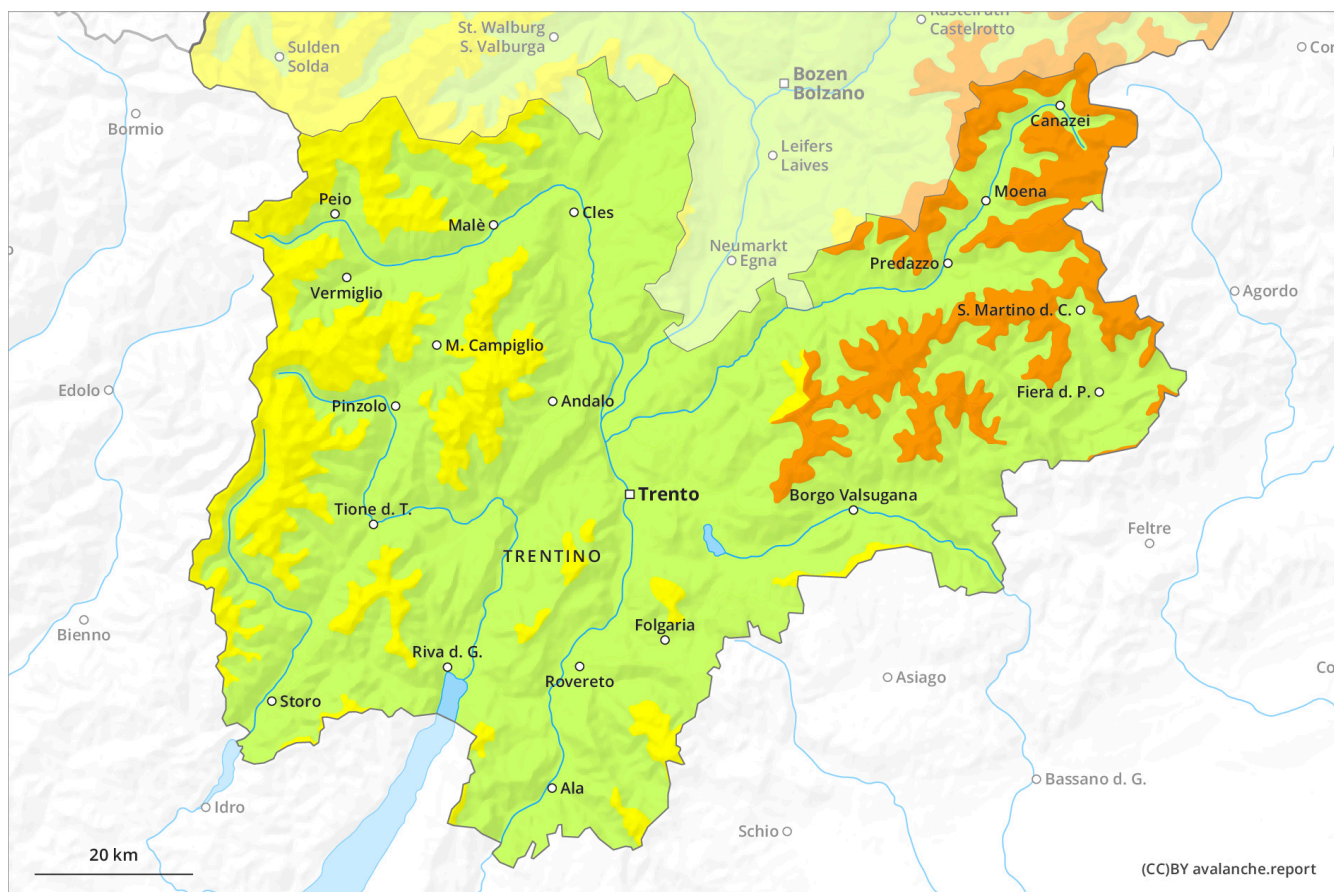 Kastelruth
Castelrotto
St. Walburg
S. Valburga
Sulden
Solda
Bozen
Bolzano
Bormio
Canazei
Leifers
Laives
Moena
Peio
Malè
Cles
Neumarkt
Egna
Predazzo
Vermiglio
Agordo
S. Martino d. C.
M. Campiglio
Edolo
Pinzolo
Andalo
Fiera d. P.
Trento
Borgo Valsugana
Tione d. T.
Feltre
TRENTINO
Bienno
Folgaria
Riva d. G.
Rovereto
Asiago
Storo
Ala
Bassano d. G.
Idro
Schio
20 km
(CC)BY avalanche.report